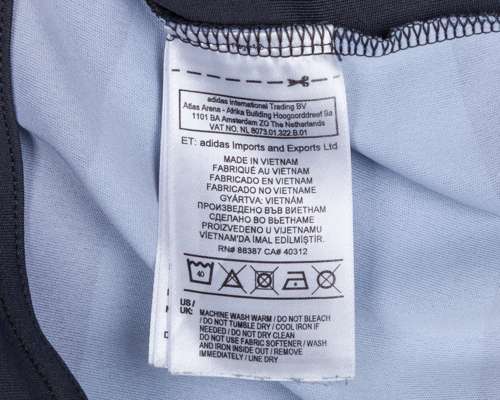 adidas International Trading BV
Atlas Arena - Afrika Building Hoogoorddreef 9a
1101 BA Amsterdam ZO The Netherlands
VAT NO. NL 8073.01.322.B.01
ET: adidas Imports and Exports Ltd
MADE IN VIETNAM
FABRIQUÉ AU VIETNAM
FABRICADO EN VIETNAM
FABRICADO NO VIETNAME
GYÁRTVA: VIETNÁM
ПРОИЗВЕДЕНО ВЪВ ВИЕТНАМ
СДЕЛАНО ВО ВЬЕТНАМЕ
PROIZVEDENO U VIJETNAMU
VİETNAM'DA İMAL EDİLMİŞTİR.
RN# 88387 CA# 40312
40
US / UK: MACHINE WASH WARM / DO NOT BLEACH
/ DO NOT TUMBLE DRY / COOL IRON IF
NEEDED / DO NOT DRY CLEAN
DO NOT USE FABRIC SOFTENER / WASH
AND IRON INSIDE OUT / REMOVE
IMMEDIATELY / LINE DRY